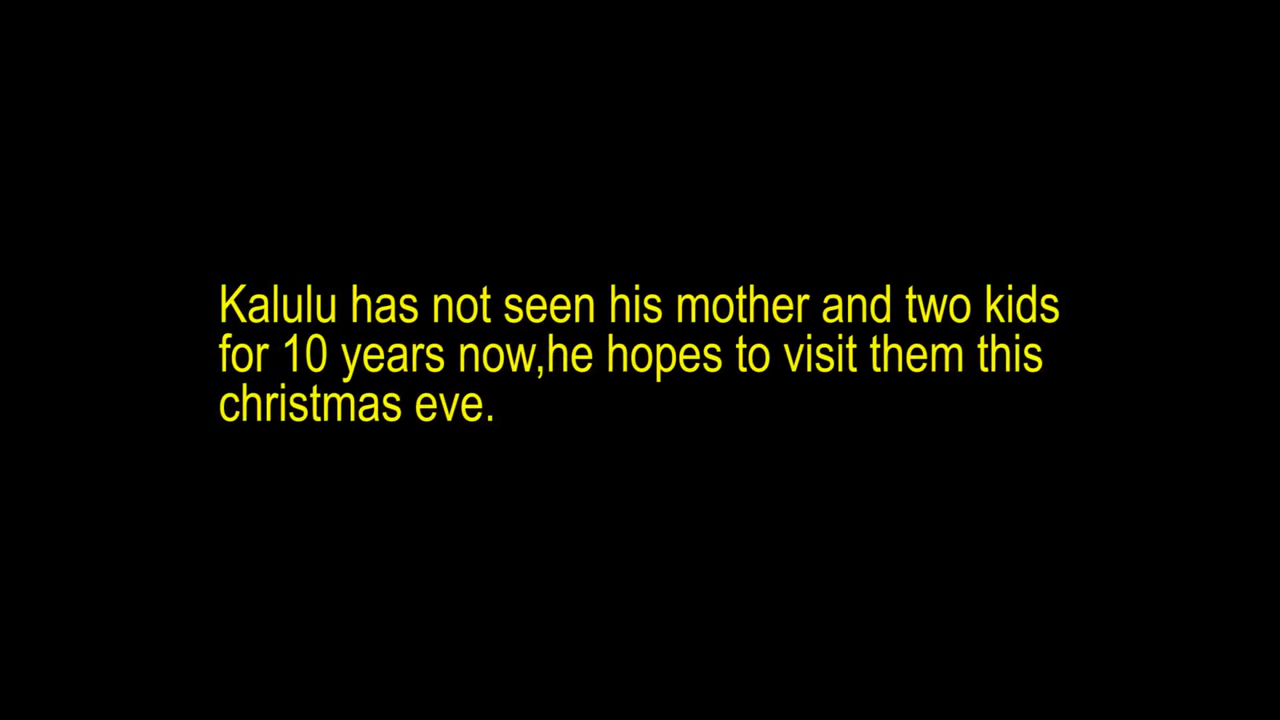 Kalulu has not seen his mother and two kids
for 10 years now,he hopes to visit them this
christmas eve.